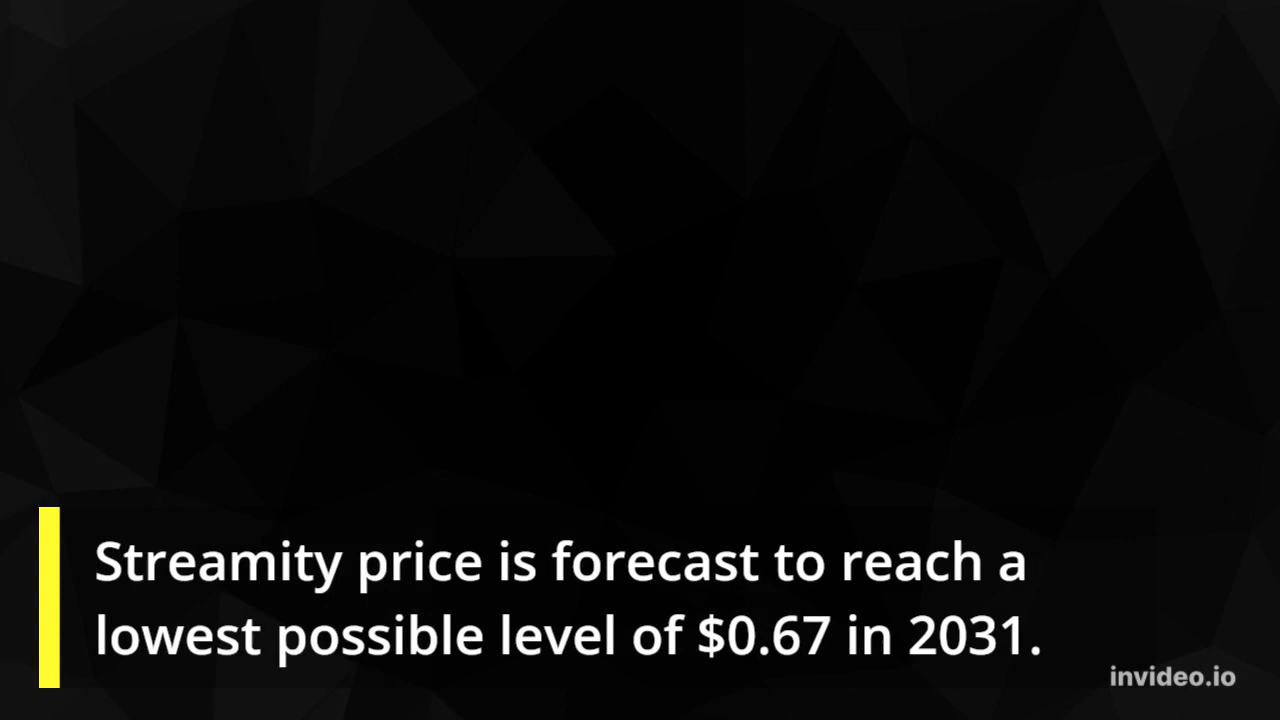 Streamity price is forecast to reach a
lowest possible level of $0.67 in 2031.
invideo.io